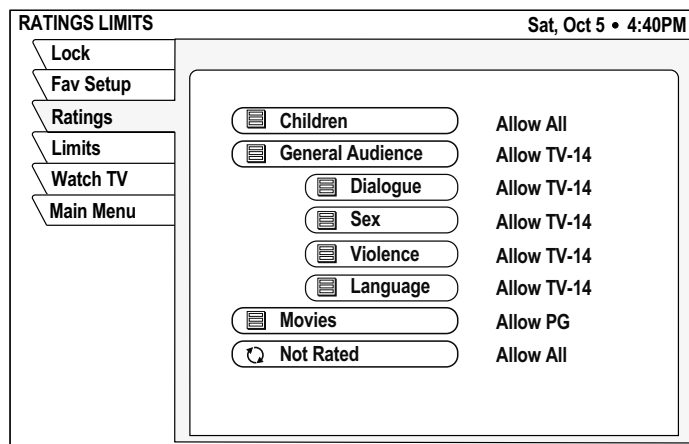 RATINGS LIMITS
Sat, Oct 5 • 4:40PM
Lock
Fav Setup
Ratings
Limits
Watch TV
Main Menu
Children Allow All
General Audience Allow TV-14
Dialogue Allow TV-14
Sex Allow TV-14
Violence Allow TV-14
Language Allow TV-14
Movies Allow PG
Not Rated Allow All